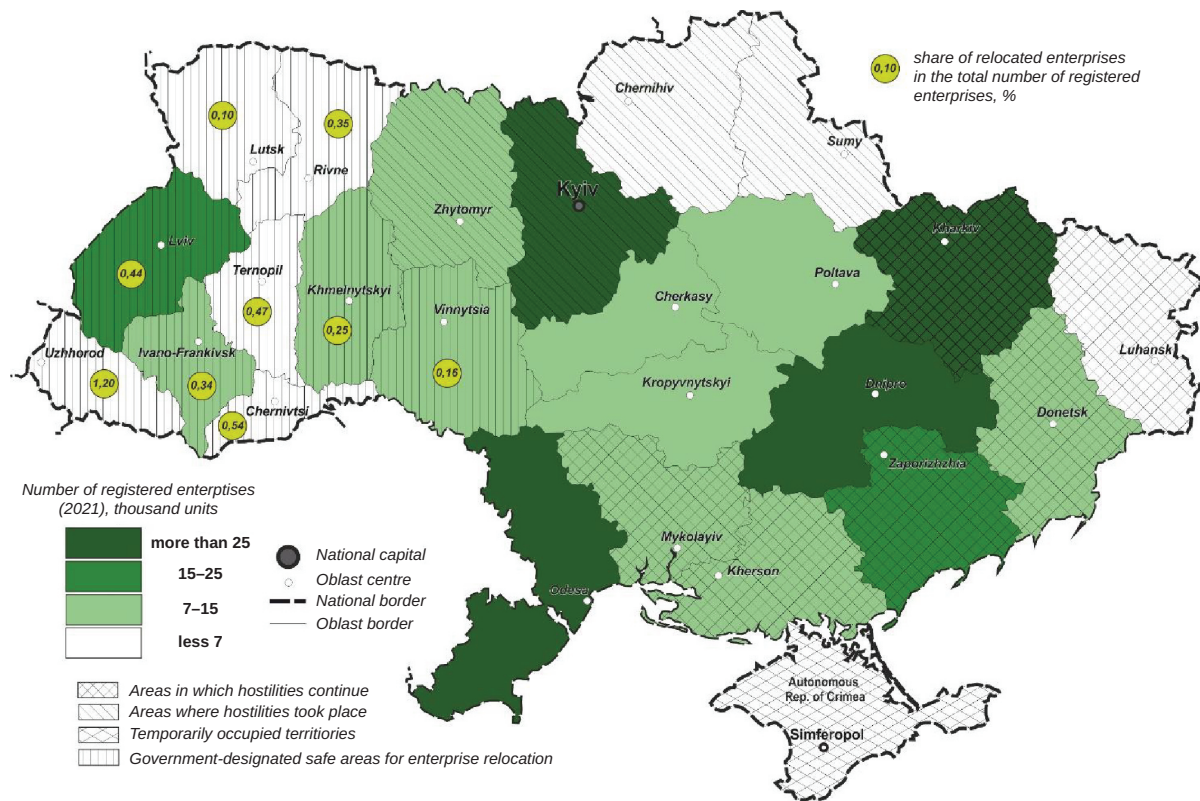 0,10
share of relocated enterprises
in the total number of registered
enterprises, %
Chernihiv
Sumy
0,10
0,35
Lutsk
Rivne
Kyiv
Zhytomyr
Kharkiv
Lviv
0,44
Ternopil
0,47
Khmelnytskyi
0,25
Vinnytsia
0,16
Cherkasy
Poltava
Luhansk
Uzhhorod
1,20
Ivano-Frankivsk
0,34
Chernivtsi
0,54
Kropyvnytskyi
Dnipro
Donetsk
Zaporizhzhia
Mykolayiv
Kherson
Odesa
Autonomous
Rep. of Crimea
Simferopol
Number of registered enterptises
(2021), thousand units
more than 25
15–25
7–15
less 7
National capital
Oblast centre
National border
Oblast border
Areas in which hostilities continue
Areas where hostilities took place
Temporarily occupied territories
Government-designated safe areas for enterprise relocation